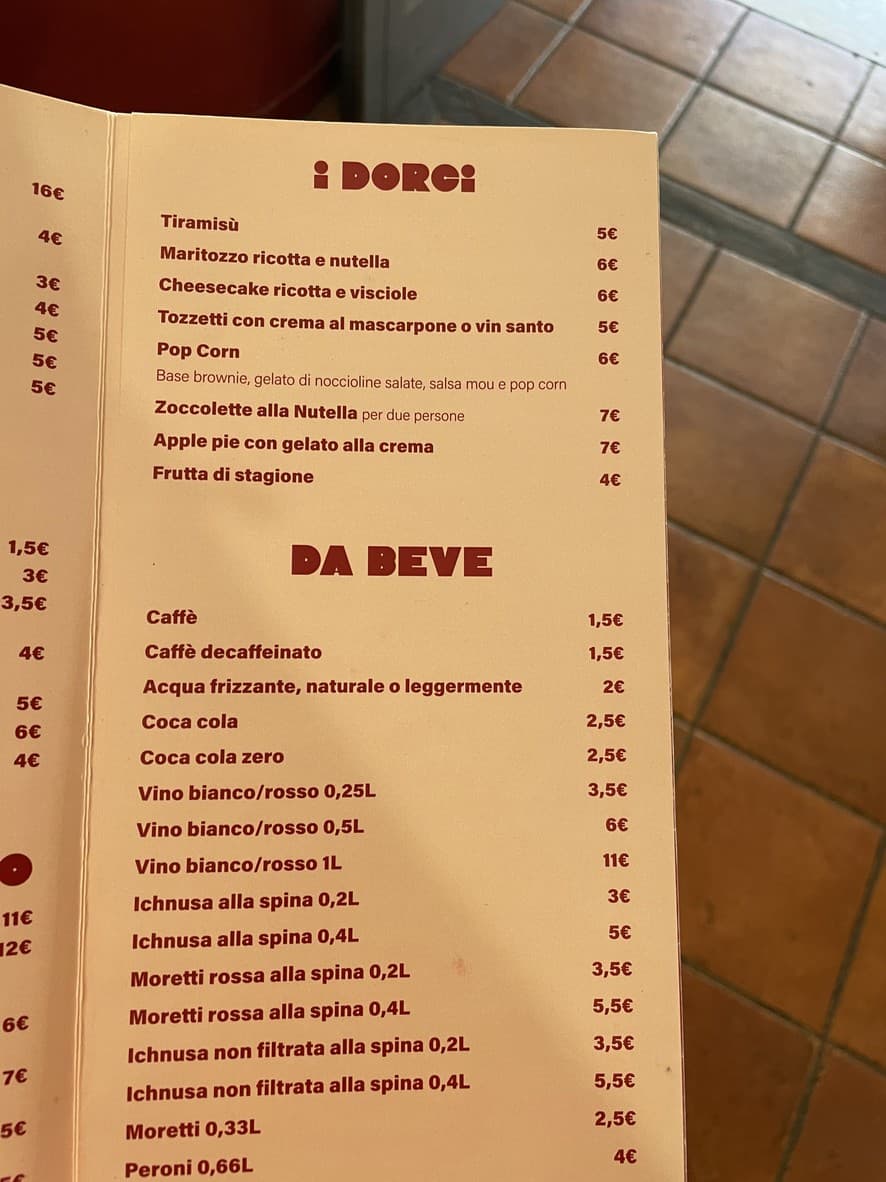 16€
4€
3€
4€
5€
5€
5€
1,5€
3€
3,5€
4€
5€
6€
4€
11€
12€
6€
7€
5€
i DORCi
Tiramisù 5€
Maritozzo ricotta e nutella 6€
Cheesecake ricotta e visciole 6€
Tozzetti con crema al mascarpone o vin santo 5€
Pop Corn 6€
Base brownie, gelato di noccioline salate, salsa mou e pop corn
Zoccolette alla Nutella per due persone 7€
Apple pie con gelato alla crema 7€
Frutta di stagione 4€
DA BEVE
Caffè 1,5€
Caffè decaffeinato 1,5€
Acqua frizzante, naturale o leggermente 2€
Coca cola 2,5€
Coca cola zero 2,5€
Vino bianco/rosso 0,25L 3,5€
Vino bianco/rosso 0,5L 6€
Vino bianco/rosso 1L 11€
Ichnusa alla spina 0,2L 3€
Ichnusa alla spina 0,4L 5€
Moretti rossa alla spina 0,2L 3,5€
Moretti rossa alla spina 0,4L 5,5€
Ichnusa non filtrata alla spina 0,2L 3,5€
Ichnusa non filtrata alla spina 0,4L 5,5€
Moretti 0,33L 2,5€
Peroni 0,66L 4€